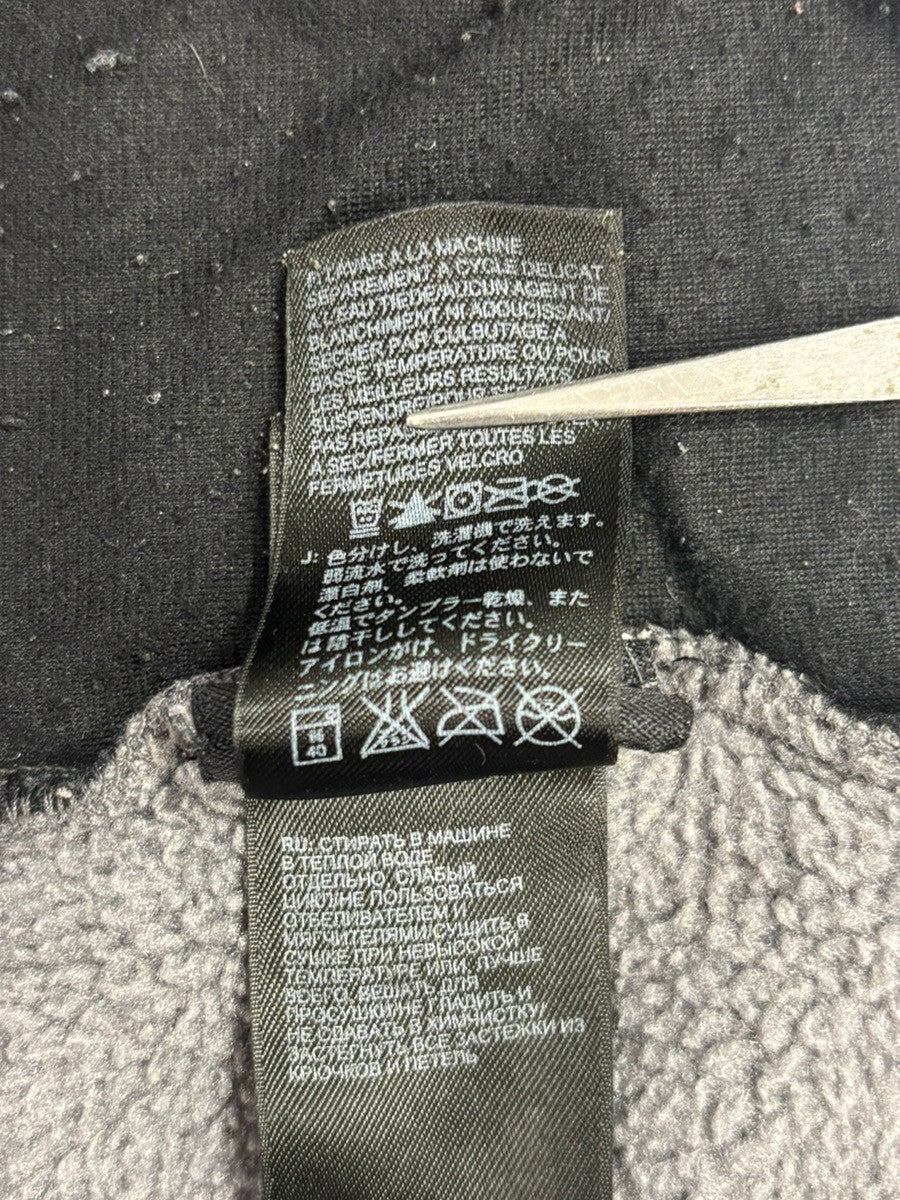 A LAVAR A LA MACHINE
SÉPAREMENT A CYCLE DÉLICAT
A L'EAU TIEDE/AUCUN AGENT DE
BLANCHIMENT NI ADOUCISSANT/
SECHER PAR CULBUTAGE A
BASSE TEMPERATURE OU POUR
LES MEILLEURS RESULTATS,
SUSPENDRE/
PAS REPAS
A SEC/FERMER TOUTES LES
FERMETURES VELCRO
J: 色分けし、洗濯機で洗えます。
弱流水で洗ってください。
漂白剤、柔軟剤は使わないで
ください。
低温でタンブラー乾燥、また
は陰干ししてください。
アイロンがけ、ドライクリー
ニングはお避けください。
40
RU: СТИРАТЬ В МАШИНЕ
В ТЕПЛОЙ ВОДЕ
ОТДЕЛЬНО, СЛАБЫЙ
ЦИКЛ/НЕ ПОЛЬЗОВАТЬСЯ
ОТБЕЛИВАТЕЛЕМ И
МЯГЧИТЕЛЯМИ/СУШИТЬ В
СУШКЕ ПРИ НЕВЫСОКОЙ
ТЕМПЕРАТУРЕ ИЛИ, ЛУЧШЕ
ВСЕГО, ВЕШАТЬ ДЛЯ
ПРОСУШКИ/НЕ ГЛАДИТЬ И
НЕ СДАВАТЬ В ХИМЧИСТКУ/
ЗАСТЕГНУТЬ ВСЕ ЗАСТЕЖКИ ИЗ
КРЮЧКОВ И ПЕТЕЛЬ